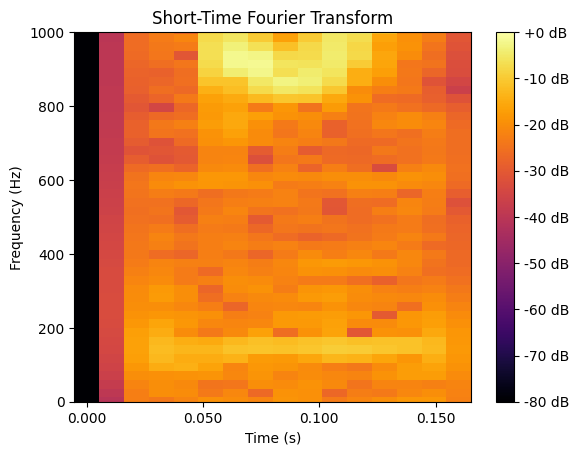 Short-Time Fourier Transform
Frequency (Hz)
1000
800
600
400
200
0
0.000
0.050
0.100
0.150
Time (s)
+0 dB
-10 dB
-20 dB
-30 dB
-40 dB
-50 dB
-60 dB
-70 dB
-80 dB